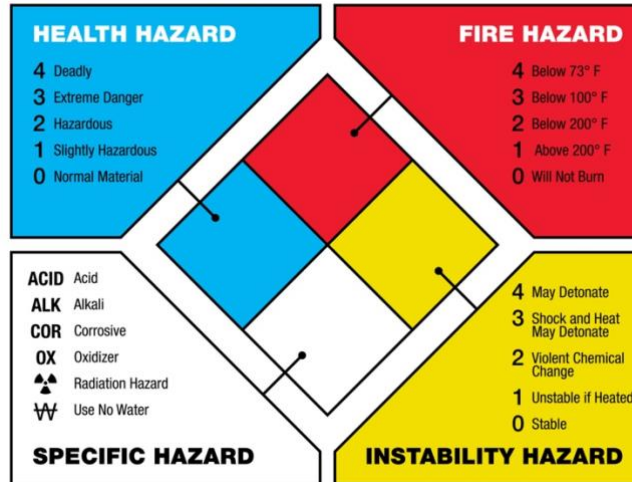 HEALTH HAZARD
4 Deadly
3 Extreme Danger
2 Hazardous
1 Slightly Hazardous
0 Normal Material
FIRE HAZARD
4 Below 73° F
3 Below 100° F
2 Below 200° F
1 Above 200° F
0 Will Not Burn
ACID Acid
ALK Alkali
COR Corrosive
OX Oxidizer
Radiation Hazard
W Use No Water
SPECIFIC HAZARD
4 May Detonate
3 Shock and Heat
May Detonate
2 Violent Chemical
Change
1 Unstable if Heated
0 Stable
INSTABILITY HAZARD